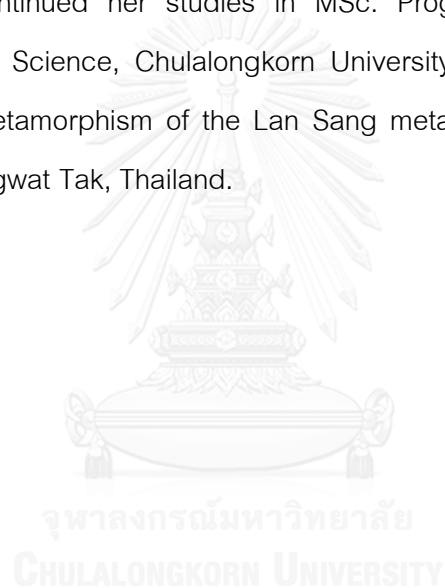 ntinued her studies in MSc. Prog
Science, Chulalongkorn University
etamorphism of the Lan Sang meta
gwat Tak, Thailand.
จุฬาลงกรณ์มหาวิทยาลัย
CHULALONGKORN UNIVERSITY